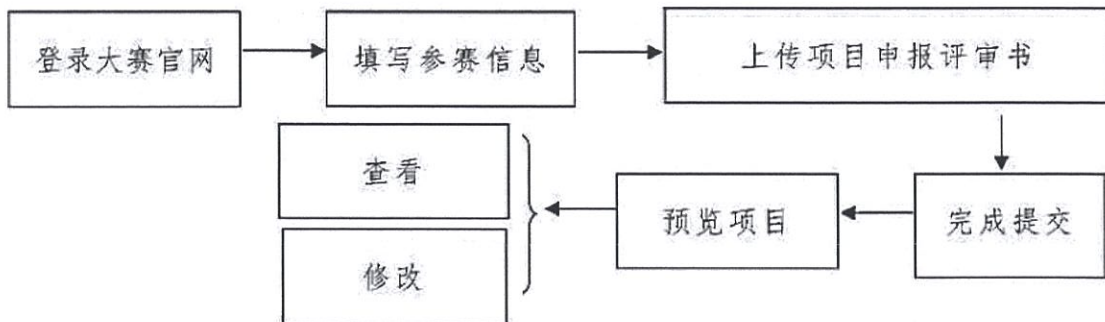 登录大赛官网
填写参赛信息
上传项目申报评审书
查看
预览项目
完成提交
修改